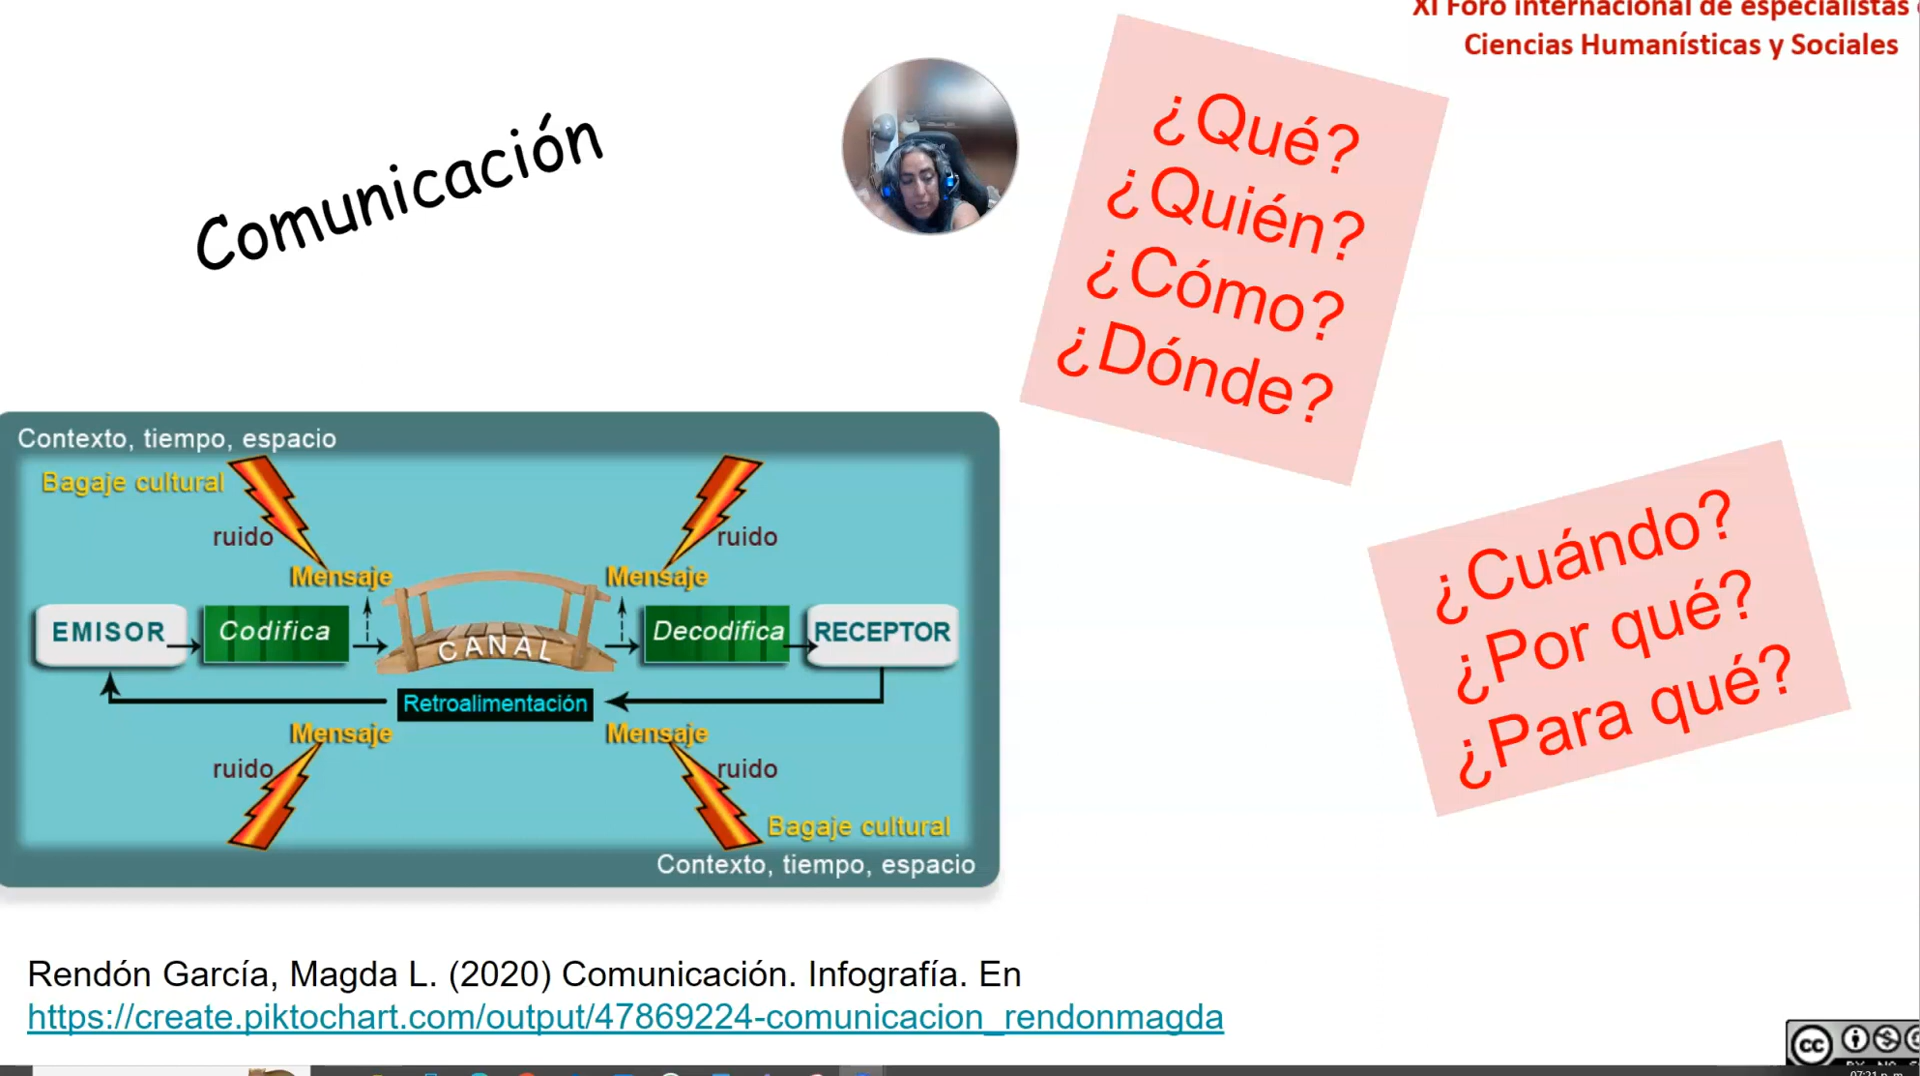 XI Foro internacional de especialistas
Ciencias Humanísticas y Sociales
Comunicación
¿Qué?
¿Quién?
¿Cómo?
¿Dónde?
¿Cuándo?
¿Por qué?
¿Para qué?
Contexto, tiempo, espacio
Bagaje cultural
ruido
ruido
Mensaje
Mensaje
EMISOR
Codifica
CANAL
Decodifica
RECEPTOR
Retroalimentación
Mensaje
Mensaje
ruido
ruido
Bagaje cultural
Contexto, tiempo, espacio
Rendón García, Magda L. (2020) Comunicación. Infografía. En
https://create.piktochart.com/output/47869224-comunicacion_rendonmagda
cc